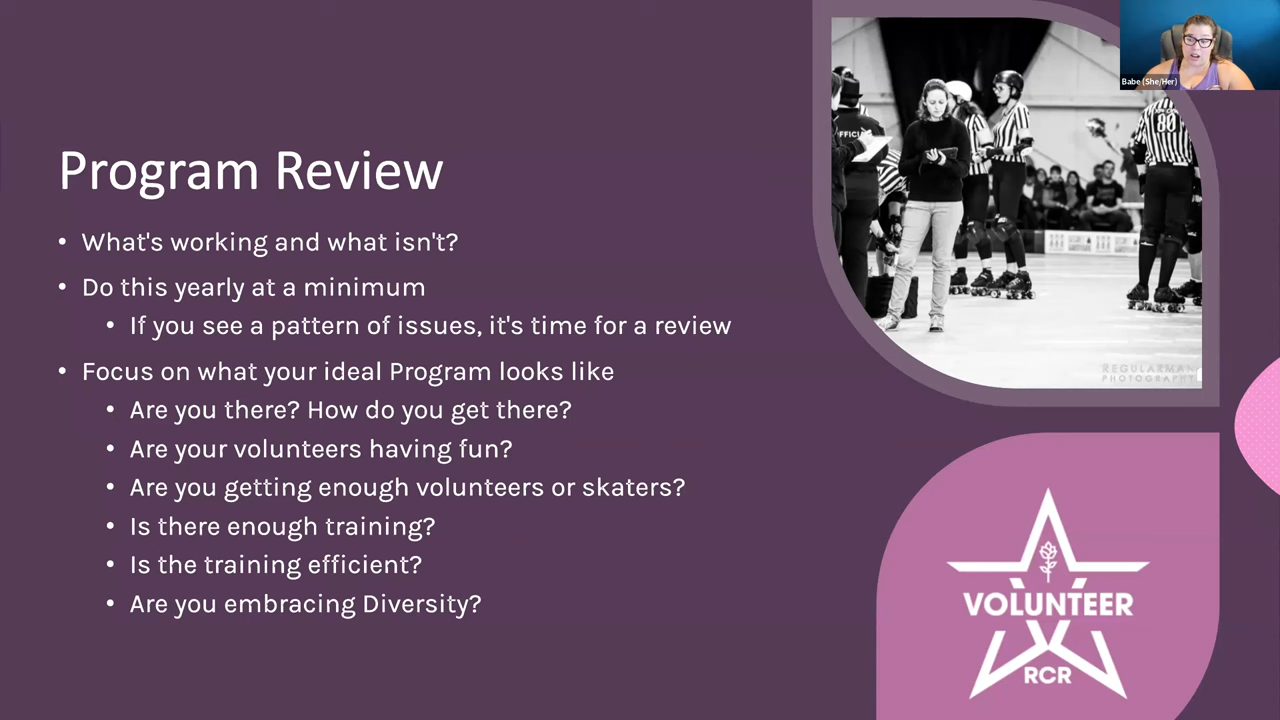 Program Review
• What's working and what isn't?
• Do this yearly at a minimum
• If you see a pattern of issues, it's time for a review
• Focus on what your ideal Program looks like
• Are you there? How do you get there?
• Are your volunteers having fun?
• Are you getting enough volunteers or skaters?
• Is there enough training?
• Is the training efficient?
• Are you embracing Diversity?
Babe (She/Her)
80
REGULARMAN
PHOTOGRAPHY
VOLUNTEER
RCR